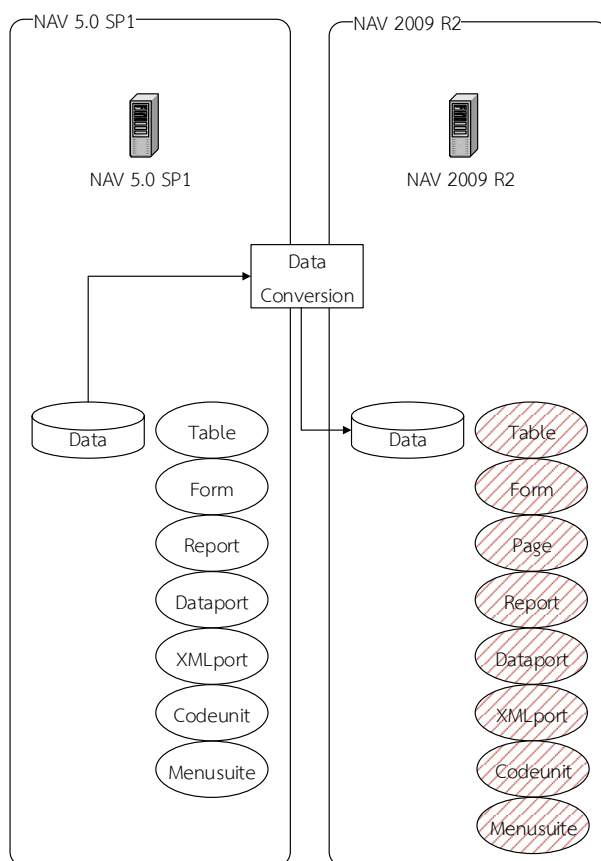 NAV 5.0 SP1
NAV 2009 R2
NAV 5.0 SP1
NAV 2009 R2
Data
Conversion
Data
Table
Form
Report
Dataport
XMLport
Codeunit
Menusuite
Data
Table
Form
Page
Report
Dataport
XMLport
Codeunit
Menusuite